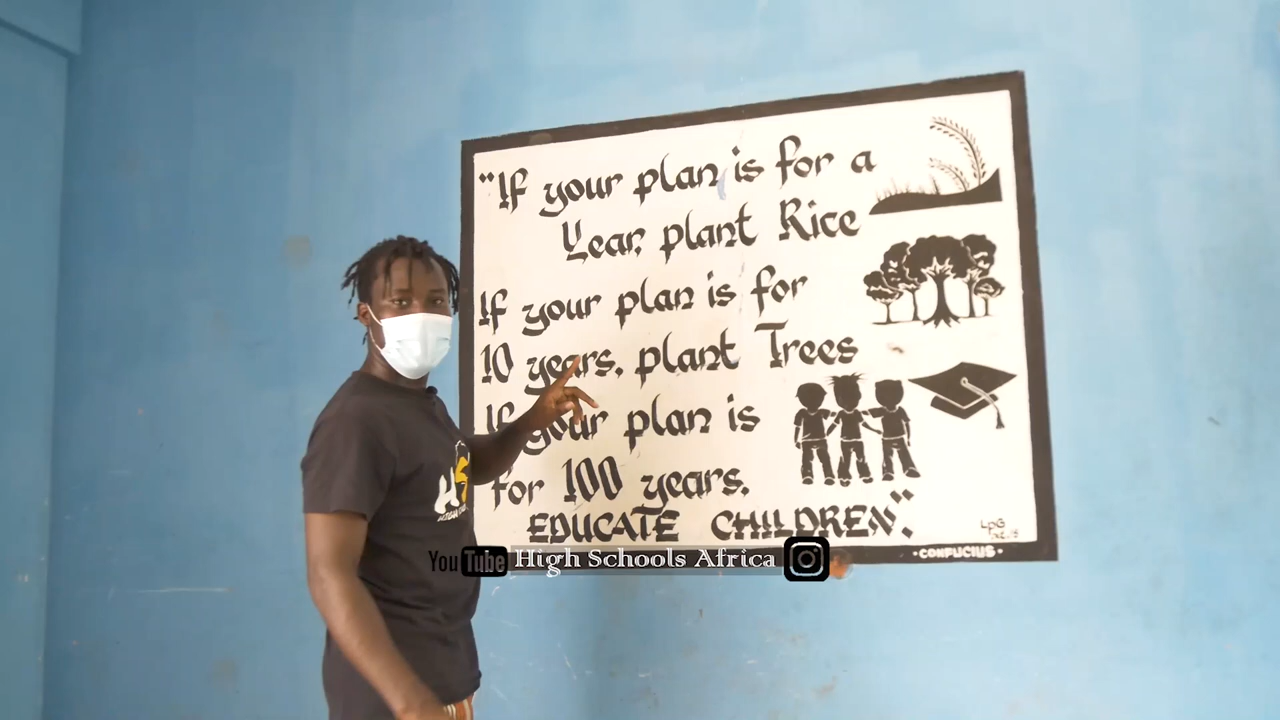 "If your plan is for a
Year, plant Rice
If your plan is for
10 years, plant Trees
If your plan is
for 100 years,
EDUCATE CHILDREN".
LPG
·CONFUCIUS·
YouTube High Schools Africa